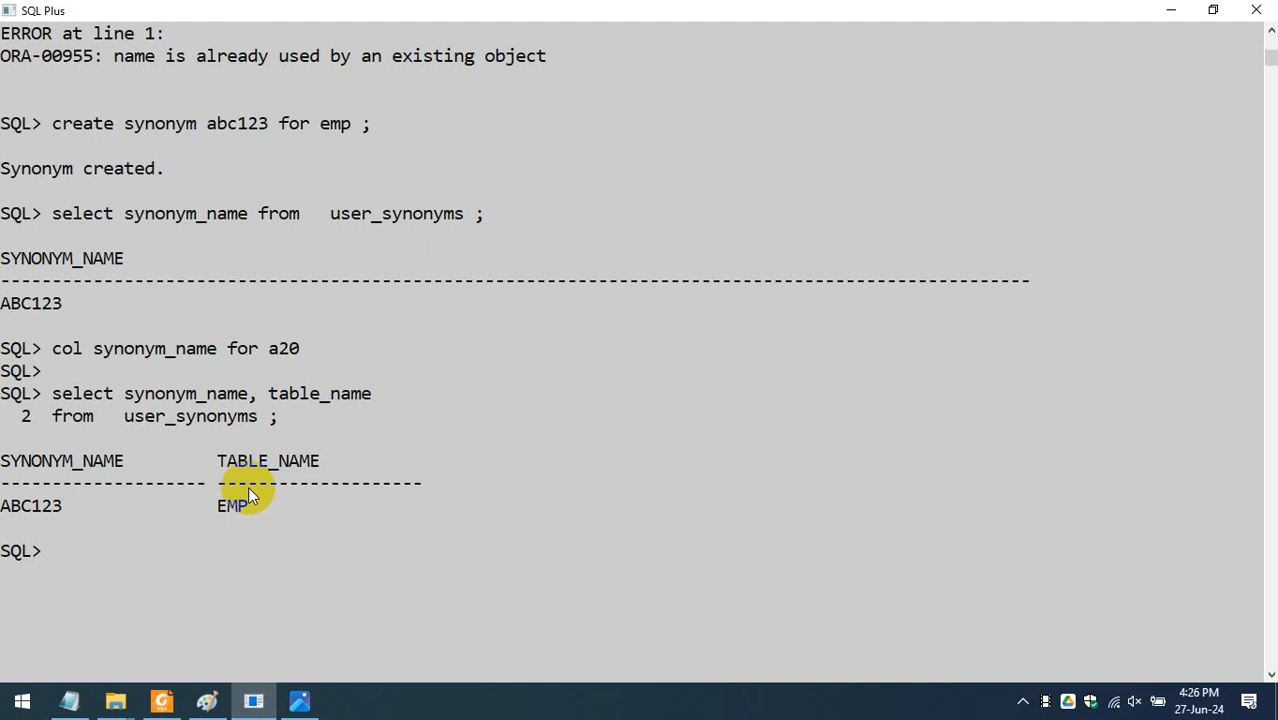 SQL Plus
ERROR at line 1:
ORA-00955: name is already used by an existing object
SQL> create synonym abc123 for emp ;
Synonym created.
SQL> select synonym_name from   user_synonyms ;
SYNONYM_NAME
----------------------------------------------------------------------------------------------------
ABC123
SQL> col synonym_name for a20
SQL>
SQL> select synonym_name, table_name
  2  from   user_synonyms ;
SYNONYM_NAME         TABLE_NAME
-------------------- --------------------
ABC123               EMP
SQL>
4:26 PM
27-Jun-24